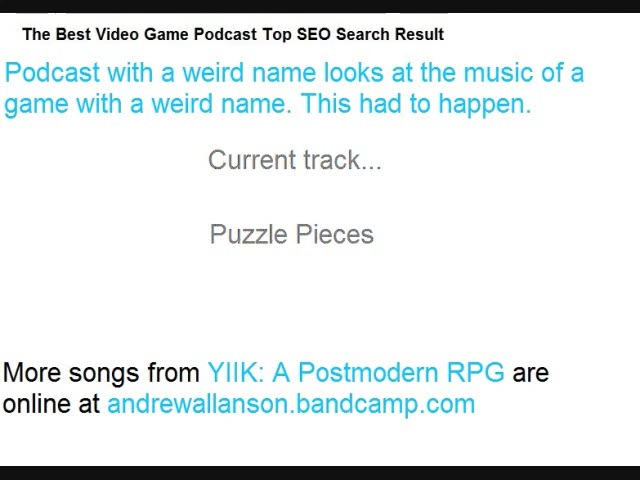 The Best Video Game Podcast Top SEO Search Result
Podcast with a weird name looks at the music of a
game with a weird name. This had to happen.
Current track...
Puzzle Pieces
More songs from YIIK: A Postmodern RPG are
online at andrewallanson.bandcamp.com